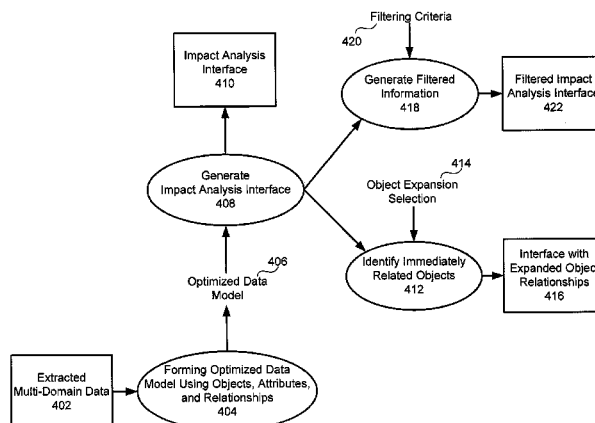 Filtering Criteria
420
Impact Analysis
Interface
410
Generate Filtered
Information
418
Filtered Impact
Analysis Interface
422
414
Object Expansion
Selection
Generate
Impact Analysis Interface
408
Identify Immediately
Related Objects
412
Interface with
Expanded Object
Relationships
416
406
Optimized Data
Model
Extracted
Multi-Domain Data
402
Forming Optimized Data
Model Using Objects, Attributes,
and Relationships
404